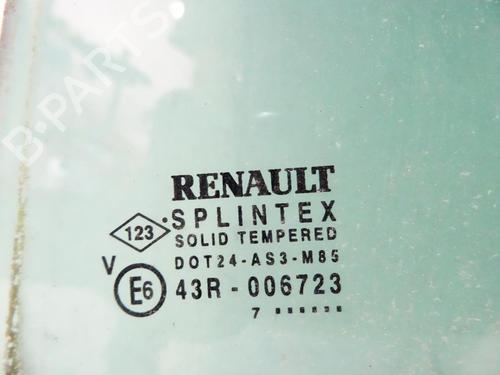 B-PARTS
RENAULT
123 SPLINTEX
SOLID TEMPERED
V DOT24-AS3-M85
E6 43R-006723
7 ▪▪▪▪▪▪